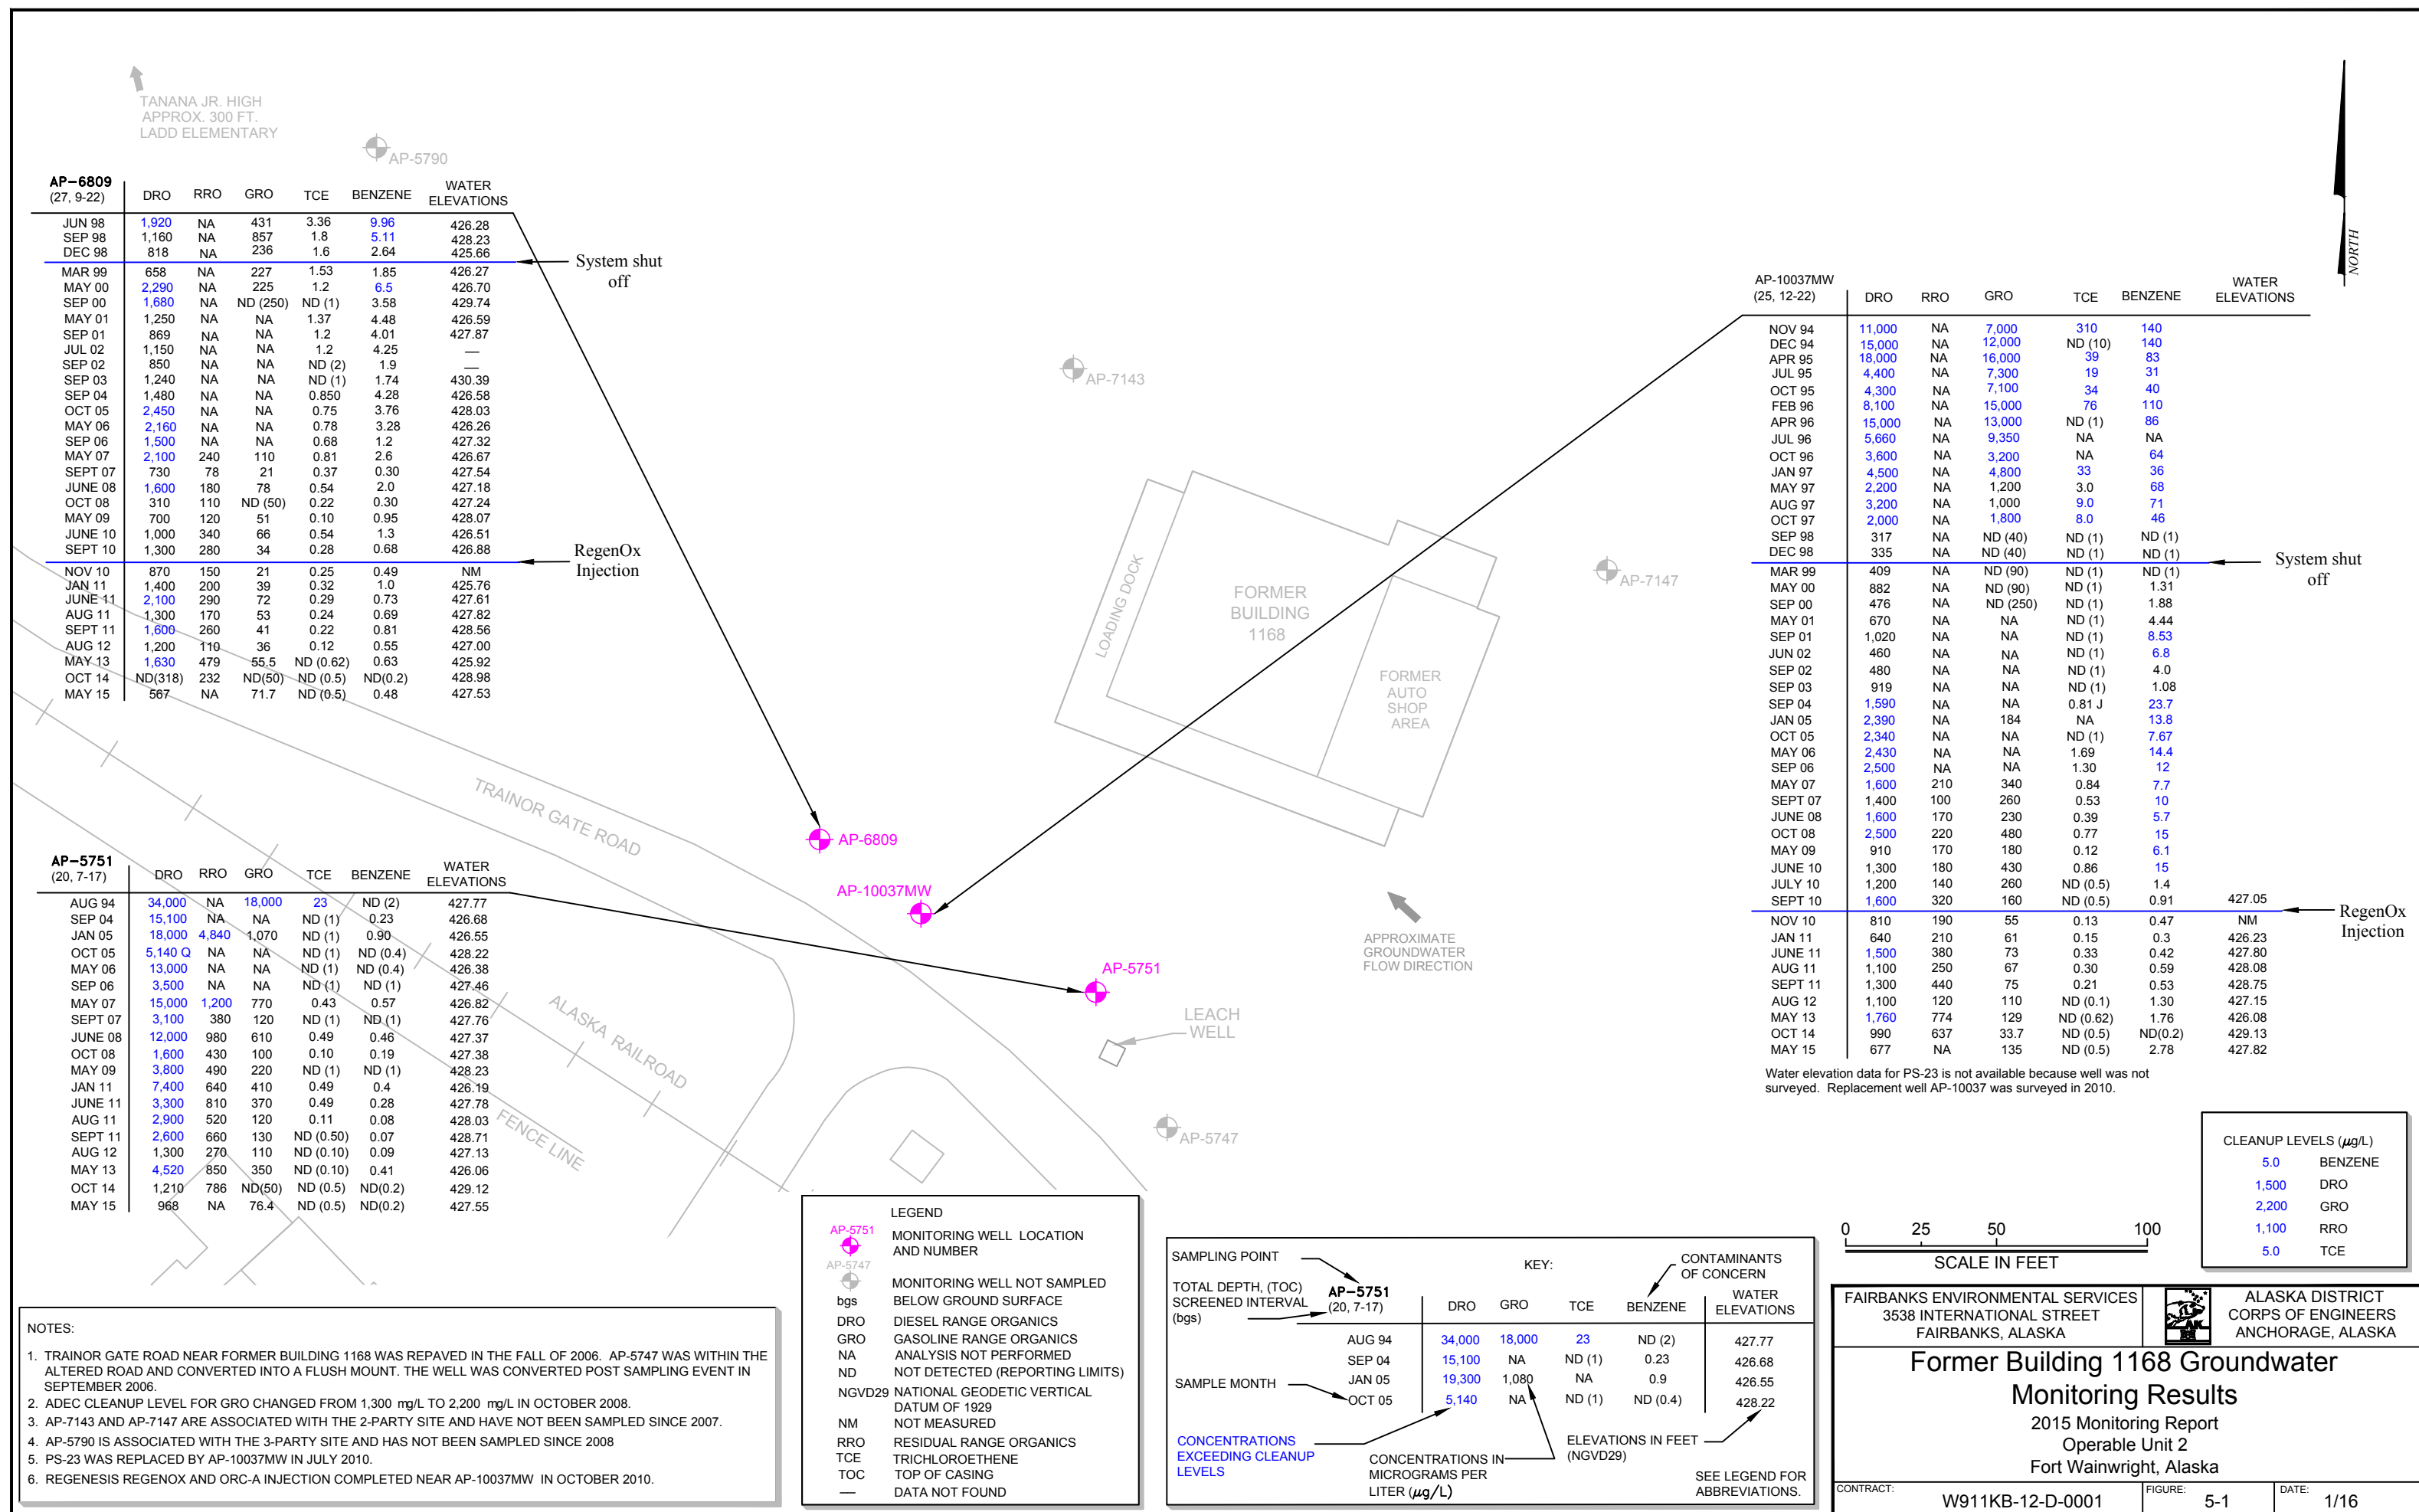 TANANA JR. HIGH
APPROX. 300 FT.
LADD ELEMENTARY
AP-5790
AP-6809
(27, 9-22) DRO RRO GRO TCE BENZENE WATER ELEVATIONS
JUN 98 1,920 NA 431 3.36 9.96 426.28
SEP 98 1,160 NA 857 1.8 5.11 428.23
DEC 98 818 NA 236 1.6 2.64 425.66
System shut
off
MAR 99 658 NA 227 1.53 1.85 426.27
MAY 00 2,290 NA 225 1.2 6.5 426.70
SEP 00 1,680 NA ND (250) ND (1) 3.58 429.74
MAY 01 1,250 NA NA 1.37 4.48 426.59
SEP 01 869 NA NA 1.2 4.01 427.87
JUL 02 1,150 NA NA 1.2 4.25 —
SEP 02 850 NA NA ND (2) 1.9 —
SEP 03 1,240 NA NA ND (1) 1.74 430.39
SEP 04 1,480 NA NA 0.850 4.28 426.58
OCT 05 2,450 NA NA 0.75 3.76 428.03
MAY 06 2,160 NA NA 0.78 3.28 426.26
SEP 06 1,500 NA NA 0.68 1.2 427.32
MAY 07 2,100 240 110 0.81 2.6 426.67
SEPT 07 730 78 21 0.37 0.30 427.54
JUNE 08 1,600 180 78 0.54 2.0 427.18
OCT 08 310 110 ND (50) 0.22 0.30 427.24
MAY 09 700 120 51 0.10 0.95 428.07
JUNE 10 1,000 340 66 0.54 1.3 426.51
SEPT 10 1,300 280 34 0.28 0.68 426.88
RegenOx
Injection
NOV 10 870 150 21 0.25 0.49 NM
JAN 11 1,400 200 39 0.32 1.0 425.76
JUNE 11 2,100 290 72 0.29 0.73 427.61
AUG 11 1,300 170 53 0.24 0.69 427.82
SEPT 11 1,600 260 41 0.22 0.81 428.56
AUG 12 1,200 110 36 0.12 0.55 427.00
MAY 13 1,630 479 55.5 ND (0.62) 0.63 425.92
OCT 14 ND(318) 232 ND(50) ND (0.5) ND(0.2) 428.98
MAY 15 567 NA 71.7 ND (0.5) 0.48 427.53
NORTH
AP-10037MW
(25, 12-22) DRO RRO GRO TCE BENZENE WATER ELEVATIONS
NOV 94 11,000 NA 7,000 310 140
DEC 94 15,000 NA 12,000 ND (10) 140
APR 95 18,000 NA 16,000 39 83
JUL 95 4,400 NA 7,300 19 31
OCT 95 4,300 NA 7,100 34 40
FEB 96 8,100 NA 15,000 76 110
APR 96 15,000 NA 13,000 ND (1) 86
JUL 96 5,660 NA 9,350 NA NA
OCT 96 3,600 NA 3,200 NA 64
JAN 97 4,500 NA 4,800 33 36
MAY 97 2,200 NA 1,200 3.0 68
AUG 97 3,200 NA 1,000 9.0 71
OCT 97 2,000 NA 1,800 8.0 46
SEP 98 317 NA ND (40) ND (1) ND (1)
DEC 98 335 NA ND (40) ND (1) ND (1)
System shut
off
MAR 99 409 NA ND (90) ND (1) ND (1)
MAY 00 882 NA ND (90) ND (1) 1.31
SEP 00 476 NA ND (250) ND (1) 1.88
MAY 01 670 NA NA ND (1) 4.44
SEP 01 1,020 NA NA ND (1) 8.53
JUN 02 460 NA NA ND (1) 6.8
SEP 02 480 NA NA ND (1) 4.0
SEP 03 919 NA NA ND (1) 1.08
SEP 04 1,590 NA NA 0.81 J 23.7
JAN 05 2,390 NA 184 NA 13.8
OCT 05 2,340 NA NA ND (1) 7.67
MAY 06 2,430 NA NA 1.69 14.4
SEP 06 2,500 NA NA 1.30 12
MAY 07 1,600 210 340 0.84 7.7
SEPT 07 1,400 100 260 0.53 10
JUNE 08 1,600 170 230 0.39 5.7
OCT 08 2,500 220 480 0.77 15
MAY 09 910 170 180 0.12 6.1
JUNE 10 1,300 180 430 0.86 15
JULY 10 1,200 140 260 ND (0.5) 1.4
SEPT 10 1,600 320 160 ND (0.5) 0.91 427.05
RegenOx
Injection
NOV 10 810 190 55 0.13 0.47 NM
JAN 11 640 210 61 0.15 0.3 426.23
JUNE 11 1,500 380 73 0.33 0.42 427.80
AUG 11 1,100 250 67 0.30 0.59 428.08
SEPT 11 1,300 440 75 0.21 0.53 428.75
AUG 12 1,100 120 110 ND (0.1) 1.30 427.15
MAY 13 1,760 774 129 ND (0.62) 1.76 426.08
OCT 14 990 637 33.7 ND (0.5) ND(0.2) 429.13
MAY 15 677 NA 135 ND (0.5) 2.78 427.82
Water elevation data for PS-23 is not available because well was not
surveyed. Replacement well AP-10037 was surveyed in 2010.
AP-7143
AP-7147
LOADING DOCK
FORMER
BUILDING
1168
FORMER
AUTO
SHOP
AREA
TRAINOR GATE ROAD
AP-6809
AP-10037MW
AP-5751
APPROXIMATE
GROUNDWATER
FLOW DIRECTION
LEACH
WELL
AP-5747
ALASKA RAILROAD
FENCE LINE
AP-5751
(20, 7-17) DRO RRO GRO TCE BENZENE WATER ELEVATIONS
AUG 94 34,000 NA 18,000 23 ND (2) 427.77
SEP 04 15,100 NA NA ND (1) 0.23 426.68
JAN 05 18,000 4,840 1,070 ND (1) 0.90 426.55
OCT 05 5,140 Q NA NA ND (1) ND (0.4) 428.22
MAY 06 13,000 NA NA ND (1) ND (0.4) 426.38
SEP 06 3,500 NA NA ND (1) ND (1) 427.46
MAY 07 15,000 1,200 770 0.43 0.57 426.82
SEPT 07 3,100 380 120 ND (1) ND (1) 427.76
JUNE 08 12,000 980 610 0.49 0.46 427.37
OCT 08 1,600 430 100 0.10 0.19 427.38
MAY 09 3,800 490 220 ND (1) ND (1) 428.23
JAN 11 7,400 640 410 0.49 0.4 426.19
JUNE 11 3,300 810 370 0.49 0.28 427.78
AUG 11 2,900 520 120 0.11 0.08 428.03
SEPT 11 2,600 660 130 ND (0.50) 0.07 428.71
AUG 12 1,300 270 110 ND (0.10) 0.09 427.13
MAY 13 4,520 850 350 ND (0.10) 0.41 426.06
OCT 14 1,210 786 ND(50) ND (0.5) ND(0.2) 429.12
MAY 15 968 NA 76.4 ND (0.5) ND(0.2) 427.55
NOTES:
1. TRAINOR GATE ROAD NEAR FORMER BUILDING 1168 WAS REPAVED IN THE FALL OF 2006. AP-5747 WAS WITHIN THE
ALTERED ROAD AND CONVERTED INTO A FLUSH MOUNT. THE WELL WAS CONVERTED POST SAMPLING EVENT IN
SEPTEMBER 2006.
2. ADEC CLEANUP LEVEL FOR GRO CHANGED FROM 1,300 mg/L TO 2,200 mg/L IN OCTOBER 2008.
3. AP-7143 AND AP-7147 ARE ASSOCIATED WITH THE 2-PARTY SITE AND HAVE NOT BEEN SAMPLED SINCE 2007.
4. AP-5790 IS ASSOCIATED WITH THE 3-PARTY SITE AND HAS NOT BEEN SAMPLED SINCE 2008
5. PS-23 WAS REPLACED BY AP-10037MW IN JULY 2010.
6. REGENESIS REGENOX AND ORC-A INJECTION COMPLETED NEAR AP-10037MW IN OCTOBER 2010.
LEGEND
AP-5751 MONITORING WELL LOCATION
AND NUMBER
AP-5747
MONITORING WELL NOT SAMPLED
bgs BELOW GROUND SURFACE
DRO DIESEL RANGE ORGANICS
GRO GASOLINE RANGE ORGANICS
NA ANALYSIS NOT PERFORMED
ND NOT DETECTED (REPORTING LIMITS)
NGVD29 NATIONAL GEODETIC VERTICAL
DATUM OF 1929
NM NOT MEASURED
RRO RESIDUAL RANGE ORGANICS
TCE TRICHLOROETHENE
TOC TOP OF CASING
— DATA NOT FOUND
KEY:
SAMPLING POINT
CONTAMINANTS
OF CONCERN
TOTAL DEPTH, (TOC)
SCREENED INTERVAL
(bgs)
AP-5751
(20, 7-17) DRO GRO TCE BENZENE WATER ELEVATIONS
AUG 94 34,000 18,000 23 ND (2) 427.77
SEP 04 15,100 NA ND (1) 0.23 426.68
JAN 05 19,300 1,080 NA 0.9 426.55
OCT 05 5,140 NA ND (1) ND (0.4) 428.22
SAMPLE MONTH
CONCENTRATIONS
EXCEEDING CLEANUP
LEVELS
CONCENTRATIONS IN
MICROGRAMS PER
LITER (µg/L)
ELEVATIONS IN FEET
(NGVD29)
SEE LEGEND FOR
ABBREVIATIONS.
0 25 50 100
SCALE IN FEET
CLEANUP LEVELS (µg/L)
5.0 BENZENE
1,500 DRO
2,200 GRO
1,100 RRO
5.0 TCE
FAIRBANKS ENVIRONMENTAL SERVICES
3538 INTERNATIONAL STREET
FAIRBANKS, ALASKA
ALASKA DISTRICT
CORPS OF ENGINEERS
ANCHORAGE, ALASKA
Former Building 1168 Groundwater
Monitoring Results
2015 Monitoring Report
Operable Unit 2
Fort Wainwright, Alaska
CONTRACT: W911KB-12-D-0001
FIGURE: 5-1
DATE: 1/16